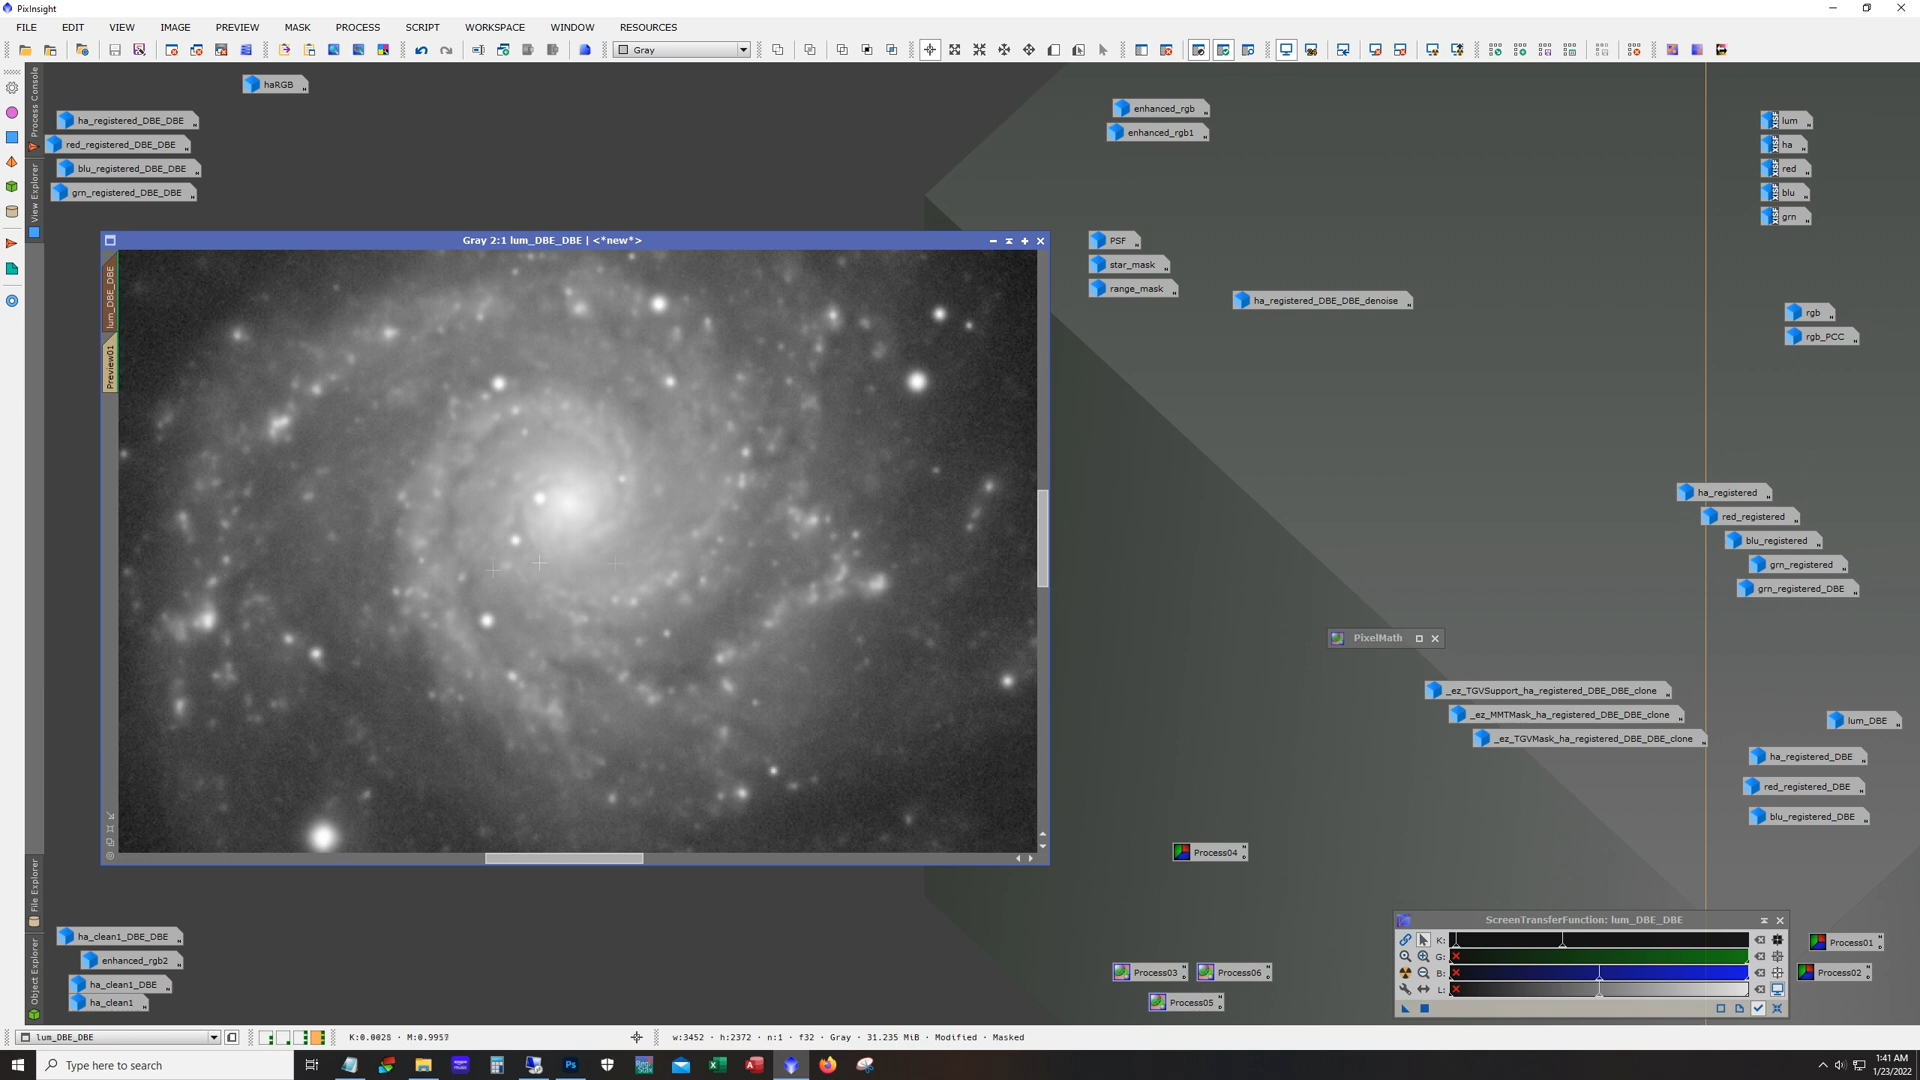 PixInsight
FILE EDIT VIEW IMAGE PREVIEW MASK PROCESS SCRIPT WORKSPACE WINDOW RESOURCES
Gray
Process Console
View Explorer
File Explorer
Object Explorer
haRGB
ha_registered_DBE_DBE
red_registered_DBE_DBE
blu_registered_DBE_DBE
grn_registered_DBE_DBE
enhanced_rgb
enhanced_rgb1
XISF lum
XISF ha
XISF red
XISF blu
XISF grn
Gray 2:1 lum_DBE_DBE | <*new*>
lum_DBE_DBE
Preview01
PSF
star_mask
range_mask
ha_registered_DBE_DBE_denoise
rgb
rgb_PCC
ha_registered
red_registered
blu_registered
grn_registered
grn_registered_DBE
PixelMath
_ez_TGVSupport_ha_registered_DBE_DBE_clone
_ez_MMTMask_ha_registered_DBE_DBE_clone
_ez_TGVMask_ha_registered_DBE_DBE_clone
lum_DBE
ha_registered_DBE
red_registered_DBE
blu_registered_DBE
Process04
ScreenTransferFunction: lum_DBE_DBE
K:
G:
B:
L:
Process01
Process02
Process03
Process06
Process05
ha_clean1_DBE_DBE
enhanced_rgb2
ha_clean1_DBE
ha_clean1
lum_DBE_DBE
K:0.0028 · M:0.9957
w:3452 · h:2372 · n:1 · f32 · Gray · 31.235 MiB · Modified · Masked
Type here to search
1:41 AM
1/23/2022